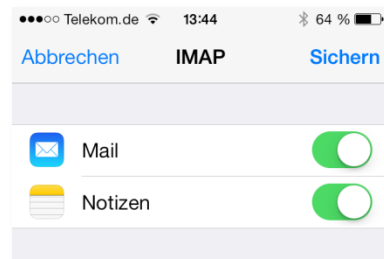 Telekom.de 13:44 64 %
Abbrechen IMAP Sichern
Mail
Notizen